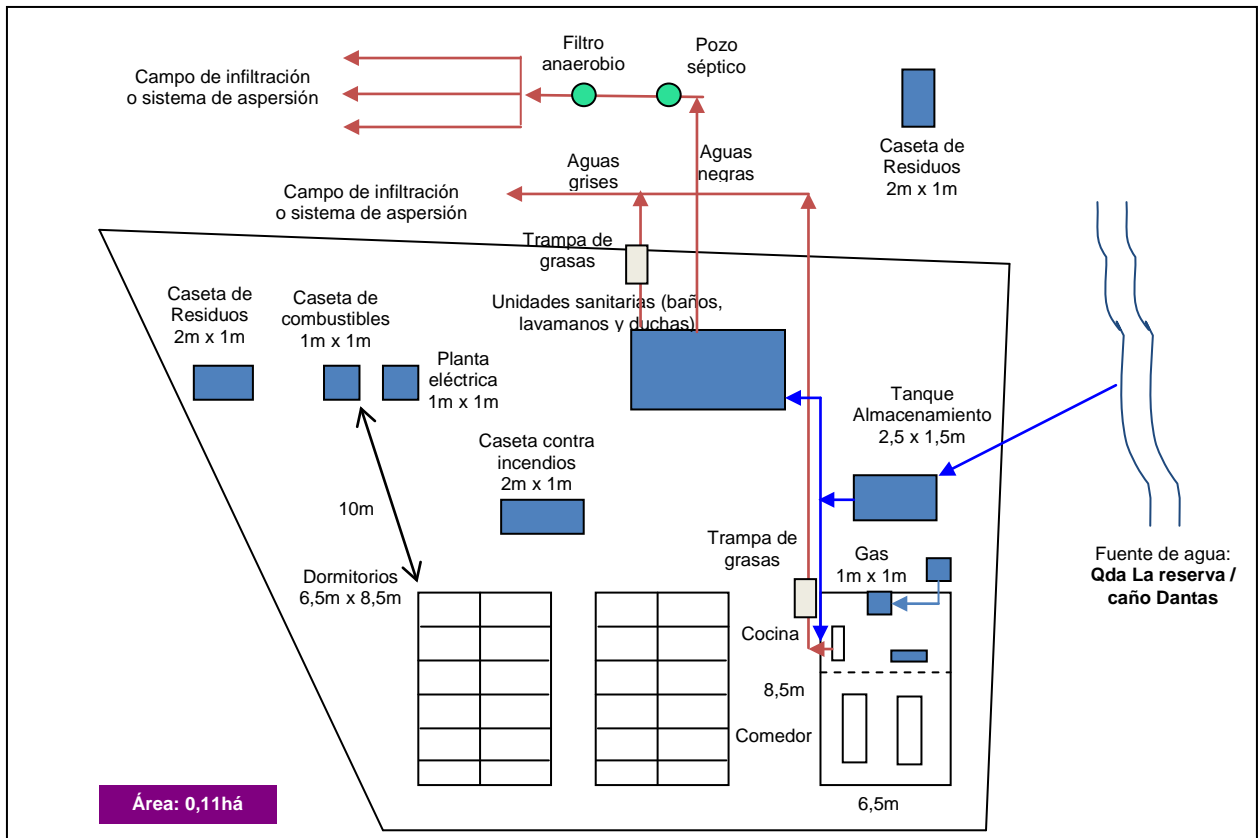 Filtro
anaerobio
Pozo
séptico
Campo de infiltración
o sistema de aspersión
Caseta de
Residuos
2m x 1m
Aguas
grises
Aguas
negras
Campo de infiltración
o sistema de aspersión
Trampa de
grasas
Unidades sanitarias (baños,
lavamanos y duchas)
Caseta de
Residuos
2m x 1m
Caseta de
combustibles
1m x 1m
Planta
eléctrica
1m x 1m
Tanque
Almacenamiento
2,5 x 1,5m
Caseta contra
incendios
2m x 1m
10m
Trampa de
grasas
Gas
1m x 1m
Fuente de agua:
Qda La reserva /
caño Dantas
Dormitorios
6,5m x 8,5m
Cocina
8,5m
Comedor
6,5m
Área: 0,11há